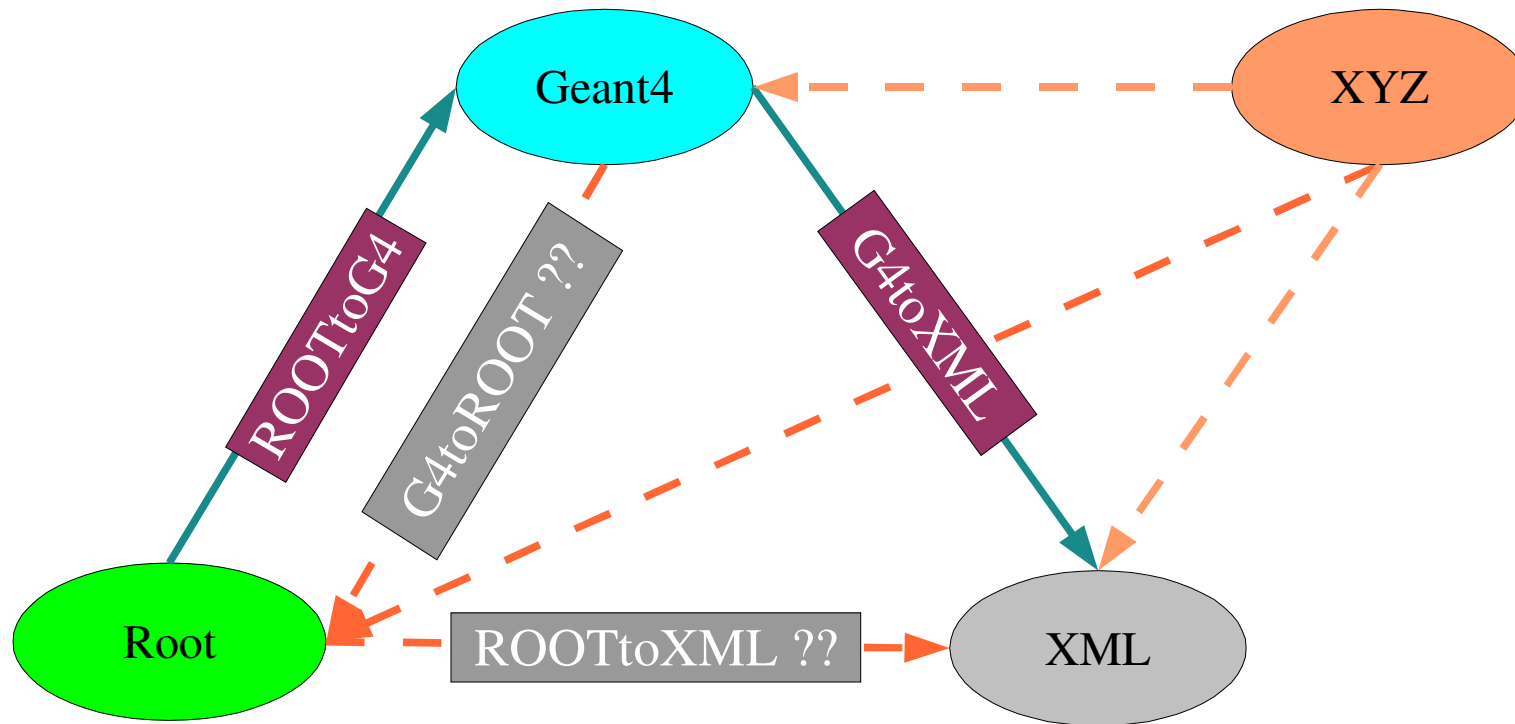 Geant4
XYZ
ROOTtoG4
G4toROOT ??
G4toXML
Root
ROOTtoXML ??
XML